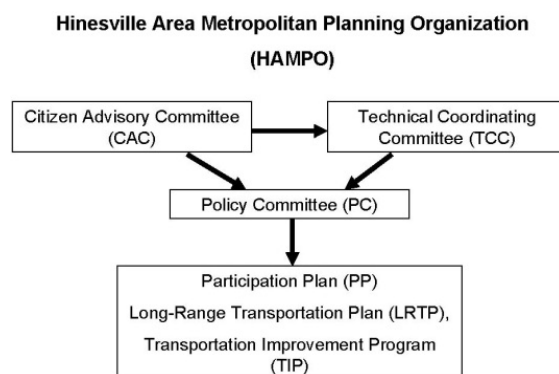 Hinesville Area Metropolitan Planning Organization
(HAMPO)
Citizen Advisory Committee
(CAC)
Technical Coordinating
Committee (TCC)
Policy Committee (PC)
Participation Plan (PP)
Long-Range Transportation Plan (LRTP),
Transportation Improvement Program
(TIP)